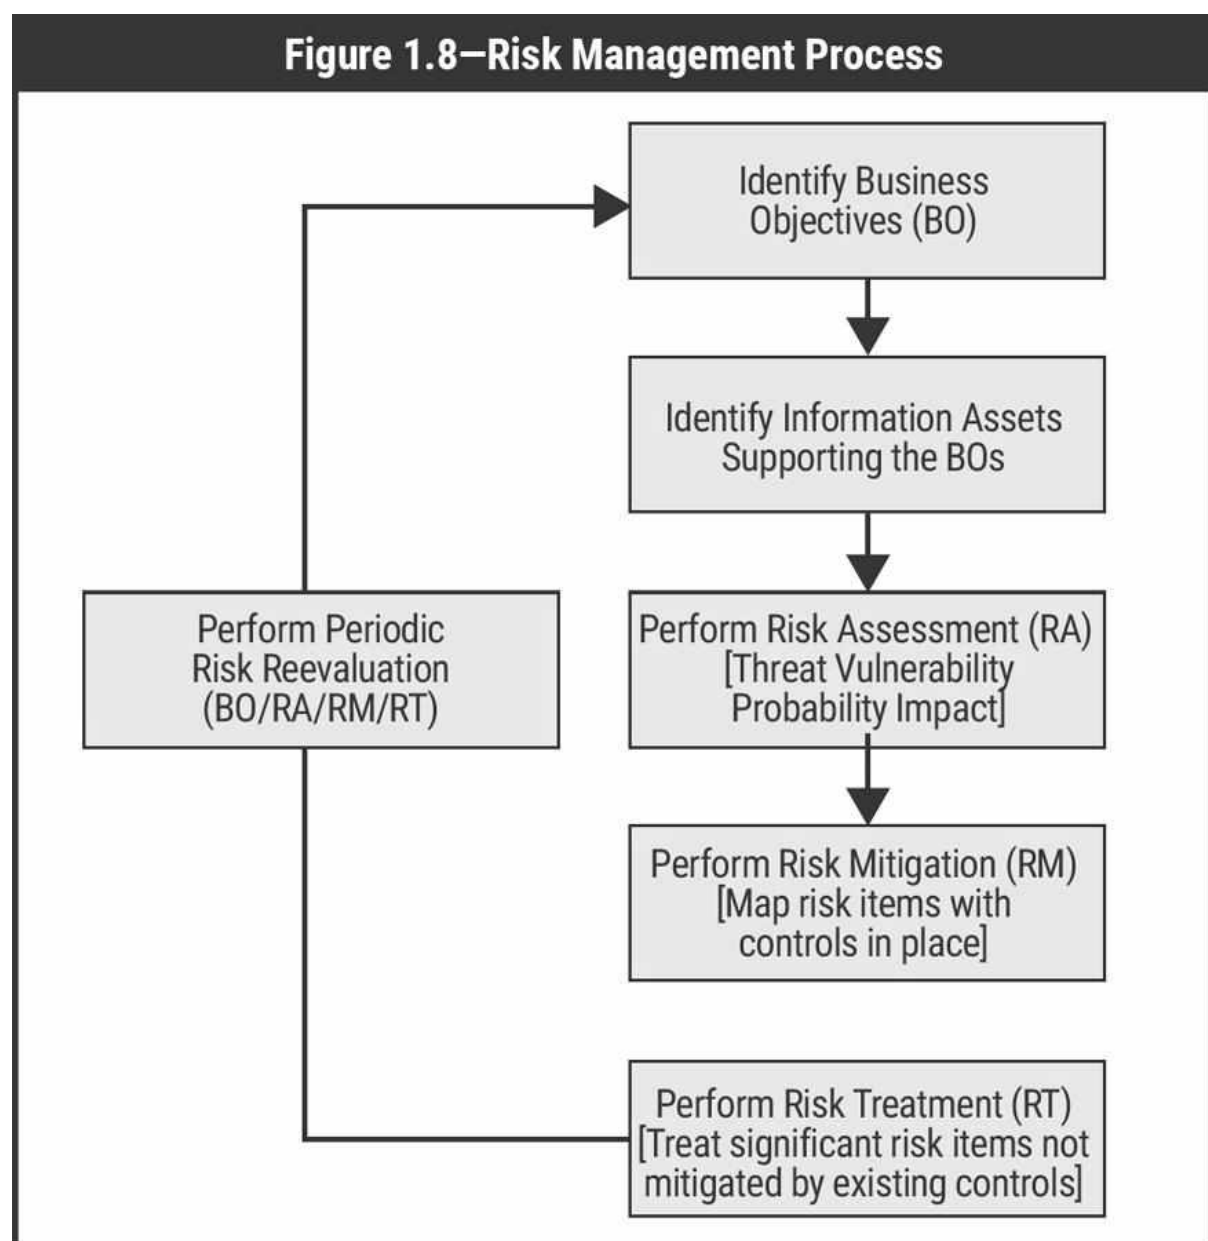 Figure 1.8—Risk Management Process
Identify Business
Objectives (BO)
Identify Information Assets
Supporting the BOs
Perform Risk Assessment (RA)
[Threat Vulnerability
Probability Impact]
Perform Risk Mitigation (RM)
[Map risk items with
controls in place]
Perform Risk Treatment (RT)
[Treat significant risk items not
mitigated by existing controls]
Perform Periodic
Risk Reevaluation
(BO/RA/RM/RT)